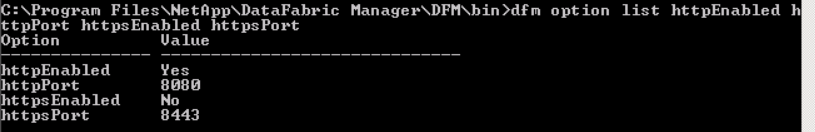 C:\Program Files\NetApp\DataFabric Manager\DFM\bin>dfm option list httpEnabled h
ttpPort httpsEnabled httpsPort
Option          Value
--------------- ------------------------------
httpEnabled     Yes
httpPort        8080
httpsEnabled    No
httpsPort       8443